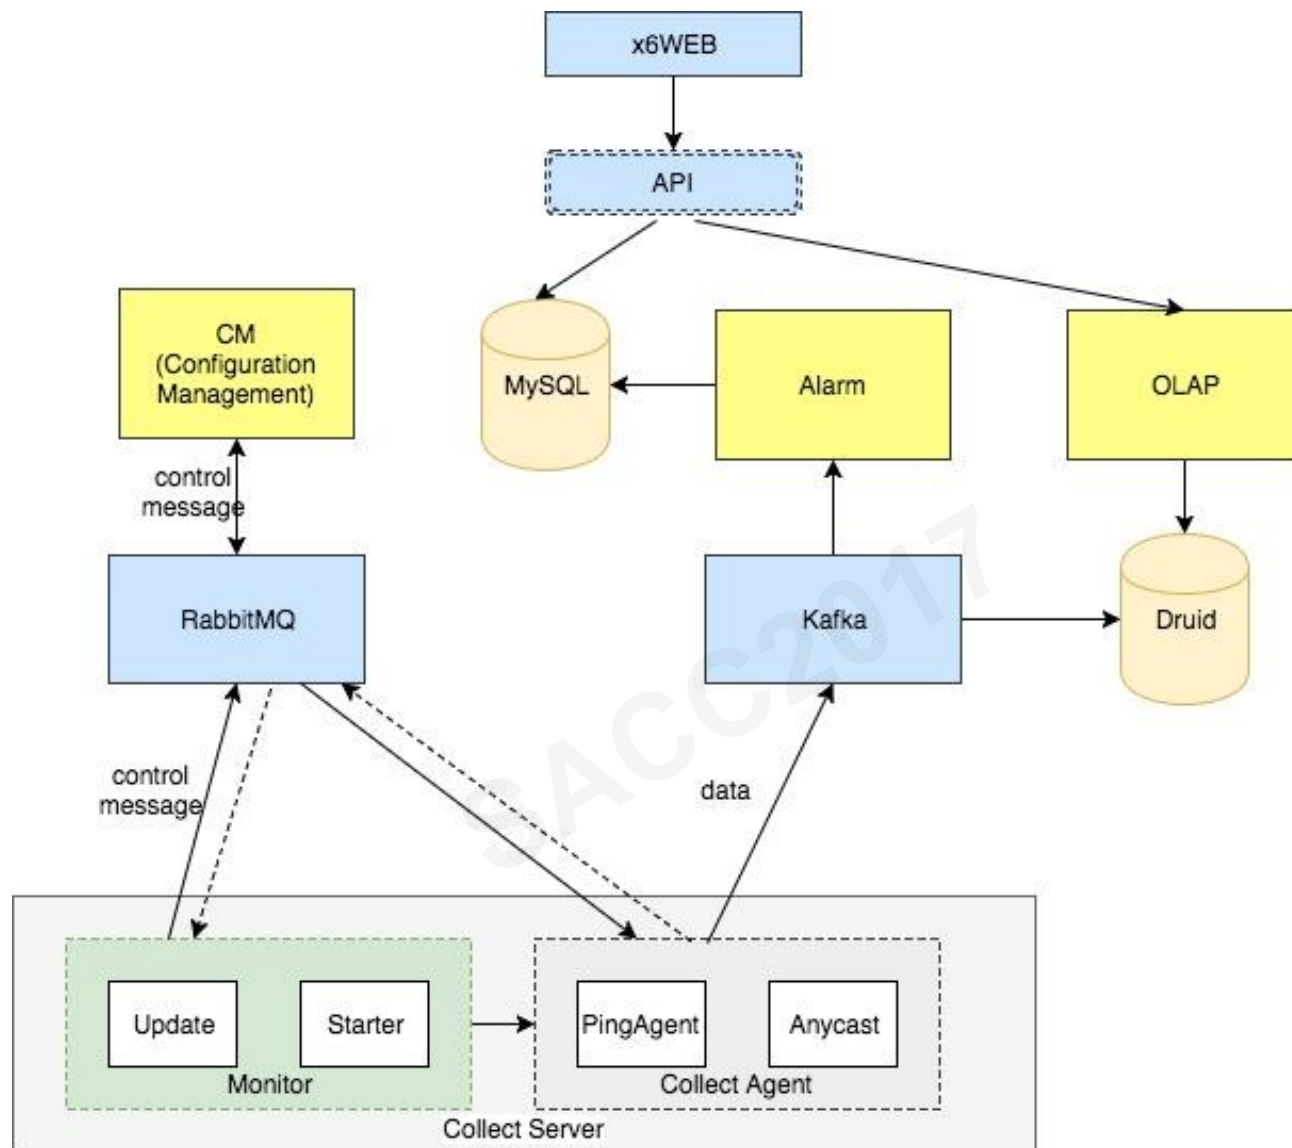 x6WEB
API
CM
(Configuration
Management)
MySQL
Alarm
OLAP
control
message
RabbitMQ
Kafka
Druid
SACC2017
control
message
data
Update
Starter
PingAgent
Anycast
Monitor
Collect Agent
Collect Server